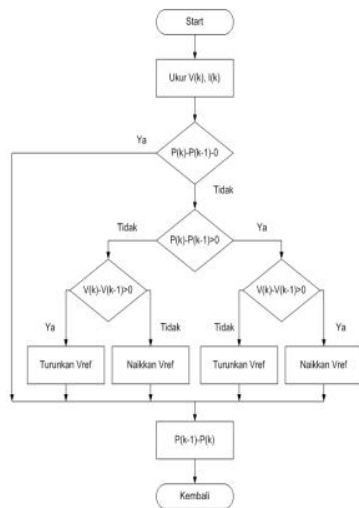 Start
Ukur V(k), I(k)
Ya
P(k)-P(k-1)-0
Tidak
P(k)-P(k-1)>0
Tidak
Ya
V(k)-V(k-1)>0
V(k)-V(k-1)>0
Ya
Tidak
Tidak
Ya
Turunkan Vref
Naikkan Vref
Turunkan Vref
Naikkan Vref
P(k-1)-P(k)
Kembali